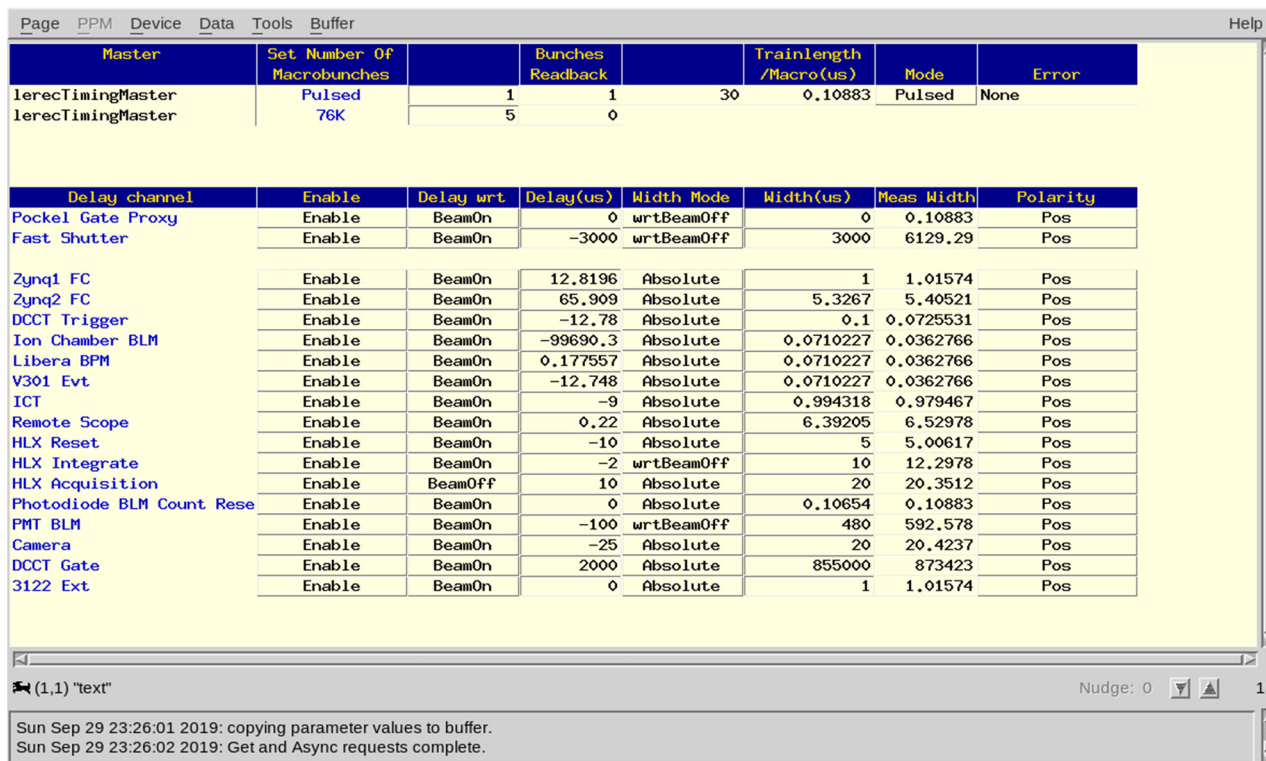 Page PPM Device Data Tools Buffer Help
Master Set Number Of Macrobunches Bunches Readback Trainlength /Macro(us) Mode Error
lerecTimingMaster Pulsed 1 1 30 0.10883 Pulsed None
lerecTimingMaster 76K 5 0
Delay channel Enable Delay wrt Delay(us) Width Mode Width(us) Meas Width Polarity
Pockel Gate Proxy Enable BeamOn 0 wrtBeamOff 0 0.10883 Pos
Fast Shutter Enable BeamOn -3000 wrtBeamOff 3000 6129.29 Pos
Zynq1 FC Enable BeamOn 12.8196 Absolute 1 1.01574 Pos
Zynq2 FC Enable BeamOn 65.909 Absolute 5.3267 5.40521 Pos
DCCT Trigger Enable BeamOn -12.78 Absolute 0.1 0.0725531 Pos
Ion Chamber BLM Enable BeamOn -99690.3 Absolute 0.0710227 0.0362766 Pos
Libera BPM Enable BeamOn 0.177557 Absolute 0.0710227 0.0362766 Pos
V301 Evt Enable BeamOn -12.748 Absolute 0.0710227 0.0362766 Pos
ICT Enable BeamOn -9 Absolute 0.994318 0.979467 Pos
Remote Scope Enable BeamOn 0.22 Absolute 6.39205 6.52978 Pos
HLX Reset Enable BeamOn -10 Absolute 5 5.00617 Pos
HLX Integrate Enable BeamOn -2 wrtBeamOff 10 12.2978 Pos
HLX Acquisition Enable BeamOff 10 Absolute 20 20.3512 Pos
Photodiode BLM Count Rese Enable BeamOn 0 Absolute 0.10654 0.10883 Pos
PMT BLM Enable BeamOn -100 wrtBeamOff 480 592.578 Pos
Camera Enable BeamOn -25 Absolute 20 20.4237 Pos
DCCT Gate Enable BeamOn 2000 Absolute 855000 873423 Pos
3122 Ext Enable BeamOn 0 Absolute 1 1.01574 Pos
(1,1) "text" Nudge: 0 1
Sun Sep 29 23:26:01 2019: copying parameter values to buffer.
Sun Sep 29 23:26:02 2019: Get and Async requests complete.